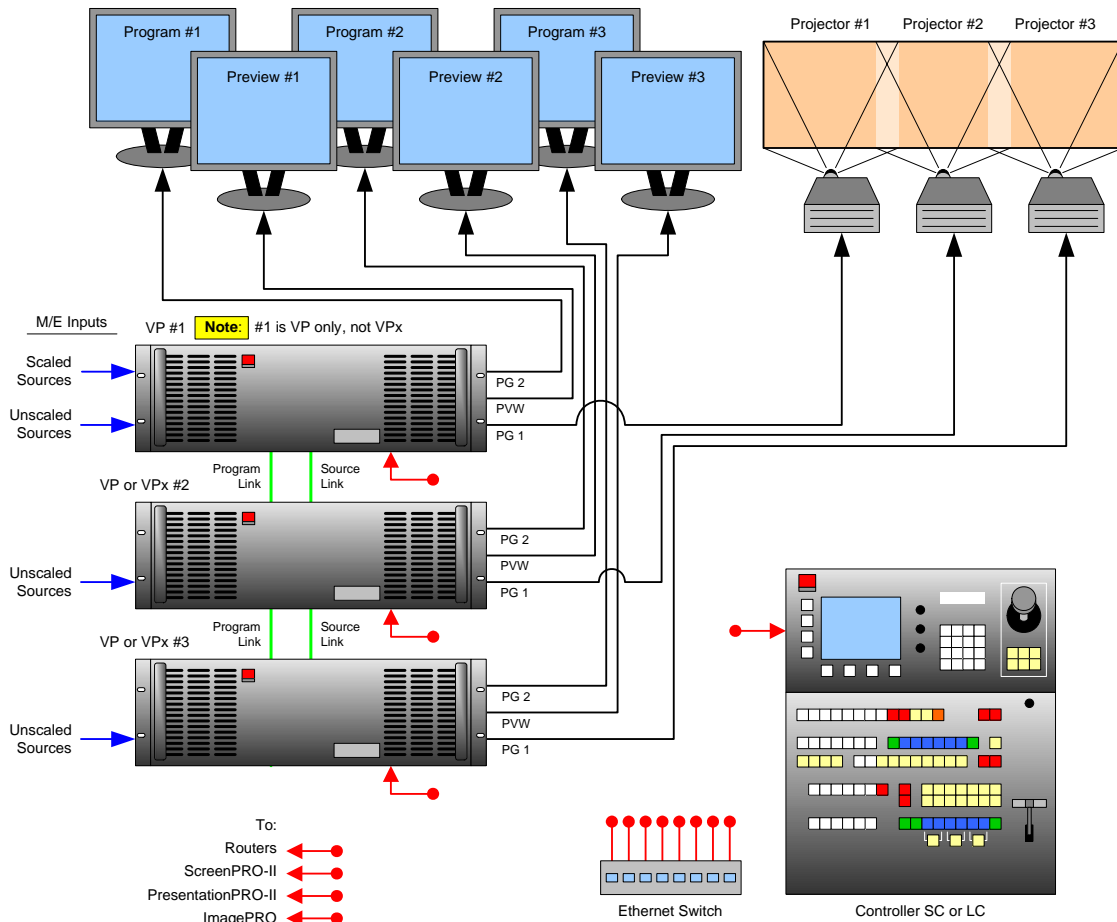 Program #1
Program #2
Program #3
Preview #1
Preview #2
Preview #3
Projector #1
Projector #2
Projector #3
M/E Inputs
VP #1
Note:
#1 is VP only, not VPx
Scaled
Sources
Unscaled
Sources
PG 2
PVW
PG 1
Program
Link
Source
Link
VP or VPx #2
Unscaled
Sources
PG 2
PVW
PG 1
Program
Link
Source
Link
VP or VPx #3
Unscaled
Sources
PG 2
PVW
PG 1
To:
Routers
ScreenPRO-II
PresentationPRO-II
ImagePRO
Ethernet Switch
Controller SC or LC